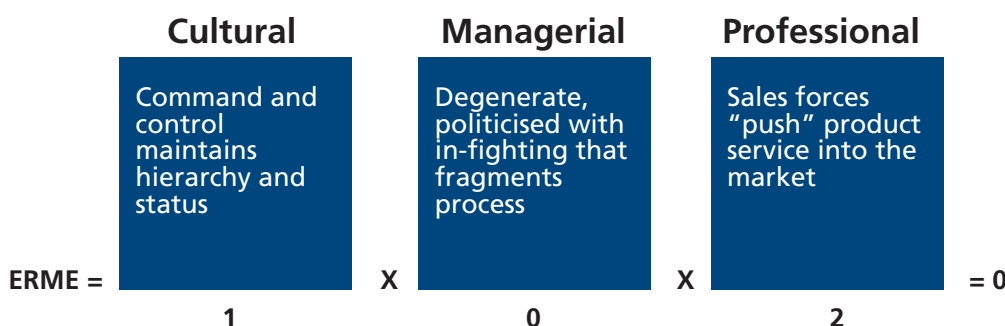 Cultural Managerial Professional
Command and
control
maintains
hierarchy and
status
Degenerate,
politicised with
in-fighting that
fragments
process
Sales forces
“push” product
service into the
market
ERME = X X = 0
1 0 2